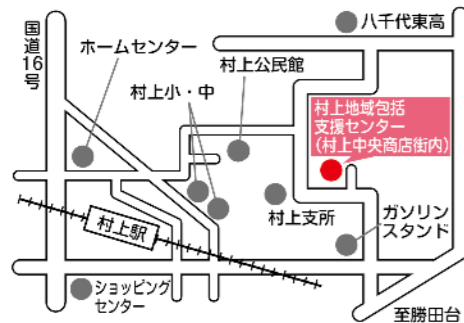 国道16号
ホームセンター
村上小・中
村上公民館
八千代東高
村上地域包括
支援センター
(村上中央商店街内)
村上支所
ガソリン
スタンド
村上駅
ショッピング
センター
至勝田台